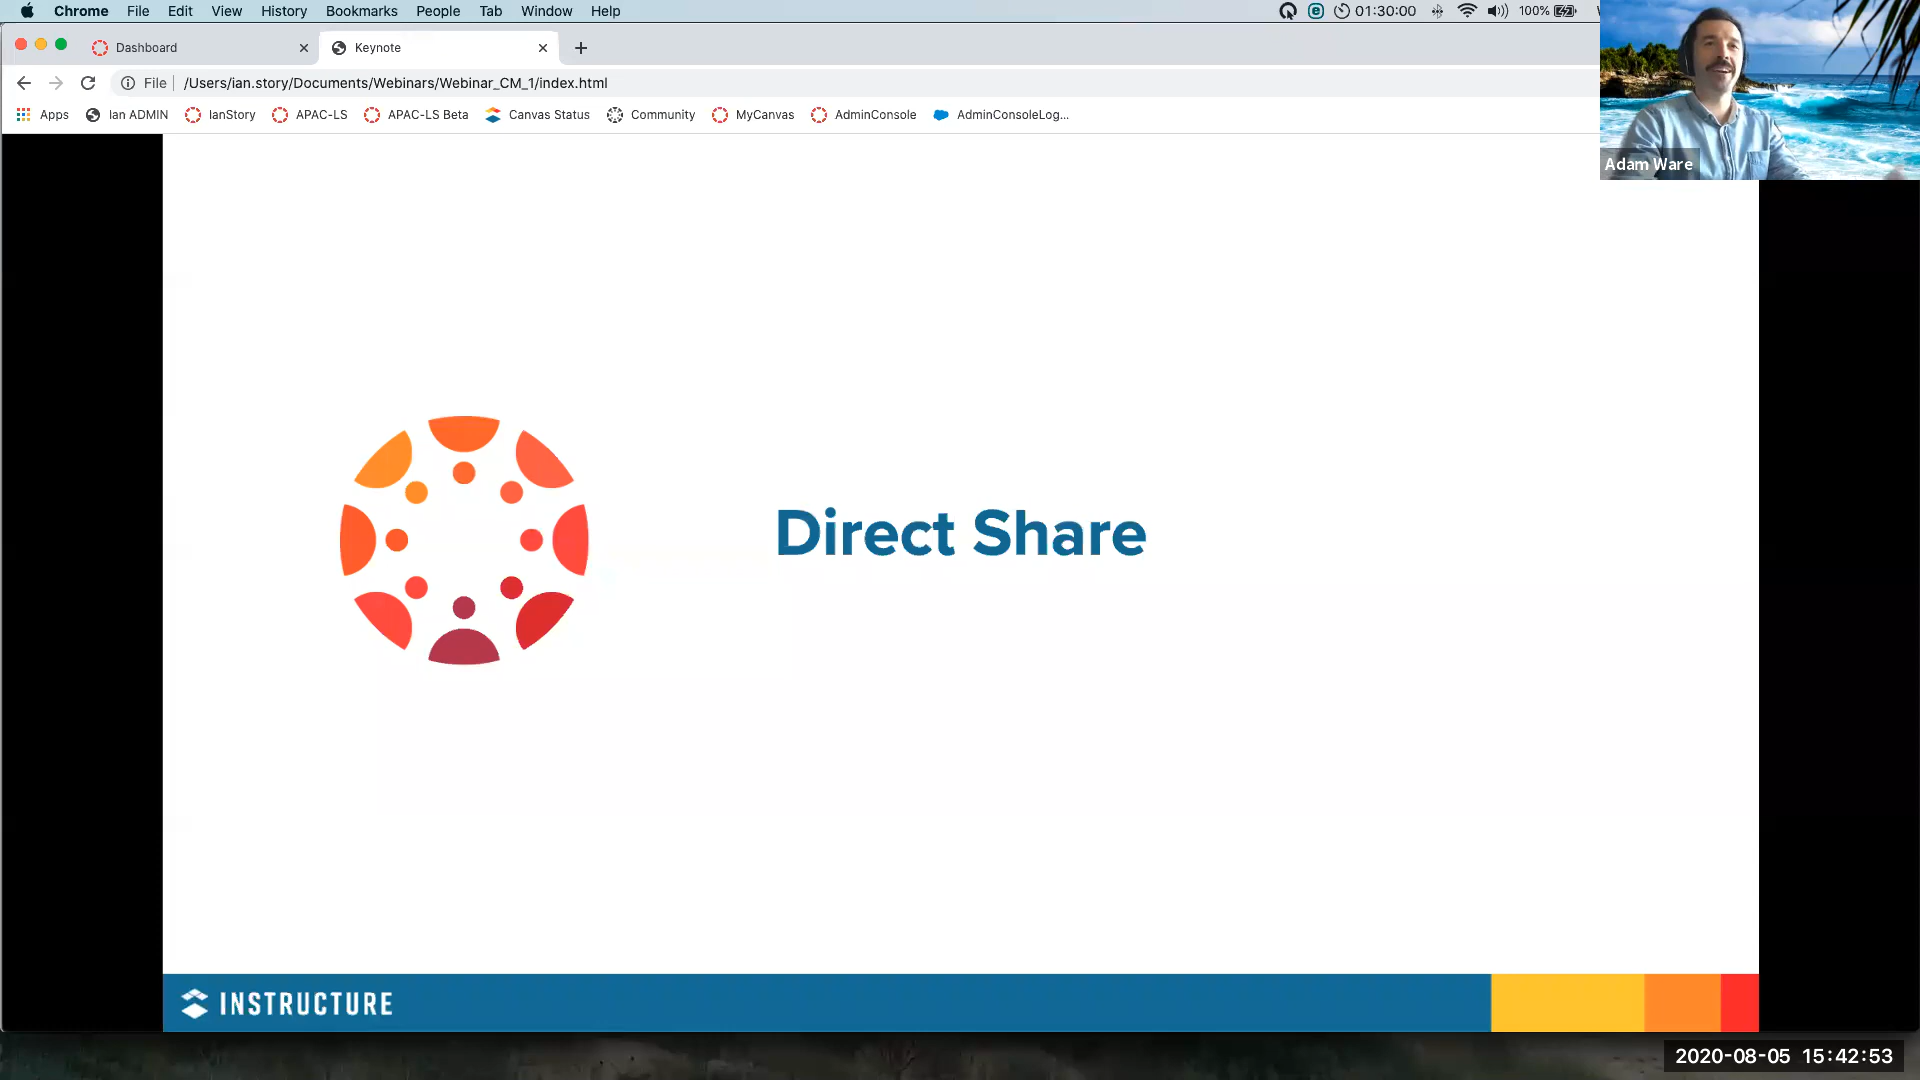 Chrome File Edit View History Bookmarks People Tab Window Help 01:30:00 100%
Dashboard Keynote
File /Users/ian.story/Documents/Webinars/Webinar_CM_1/index.html
Apps Ian ADMIN IanStory APAC-LS APAC-LS Beta Canvas Status Community MyCanvas AdminConsole AdminConsoleLog...
Adam Ware
Direct Share
INSTRUCTURE
2020-08-05 15:42:53